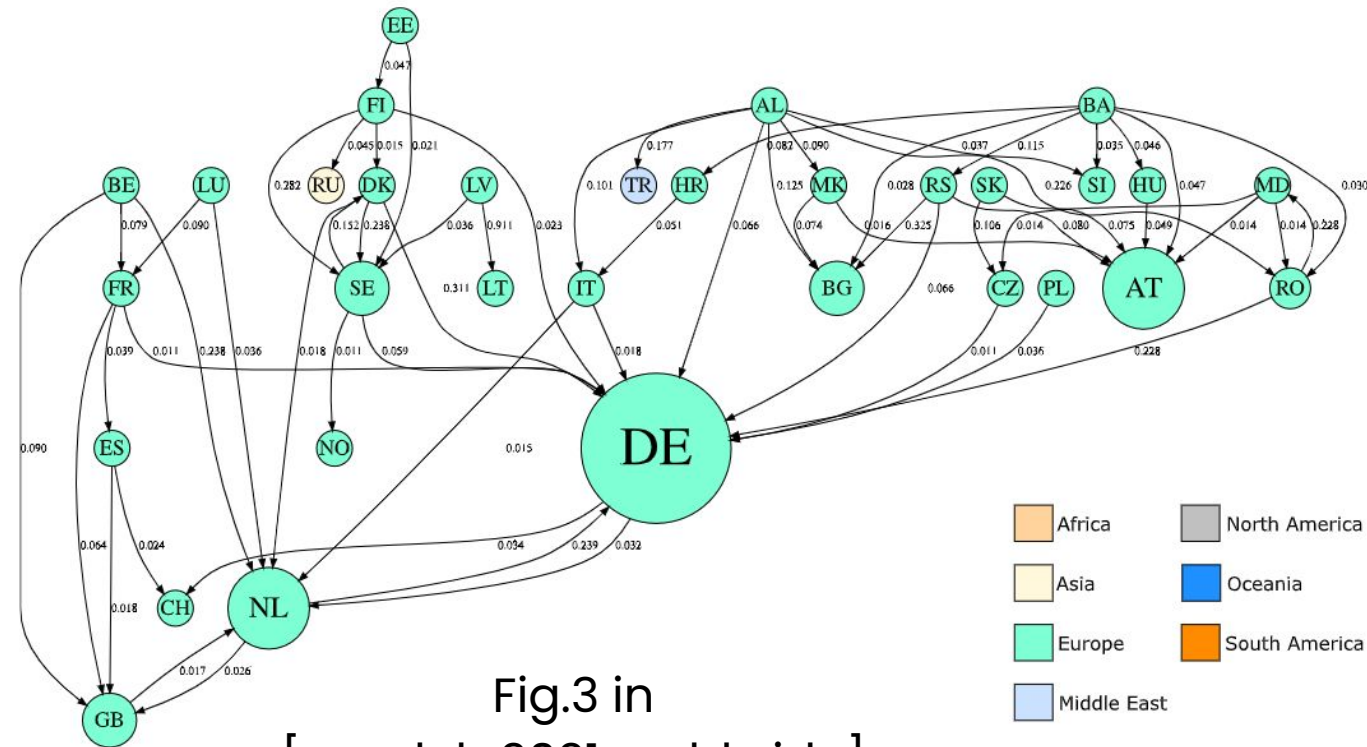 EE
0.047
FI
AL
BA
0.045 0.015 0.021
0.177
0.082 0.090
0.037 0.115
0.035 0.046
BE
LU
0.282
RU
DK
LV
0.101
TR
HR
0.125
MK
0.028
RS
SK
0.226
SI
HU
0.047
MD
0.030
0.079
0.090
0.152 0.238
0.036 0.911
0.023
0.051
0.066
0.074
0.016 0.325
0.106 0.014
0.080
0.075 0.049
0.014
0.014 0.228
FR
SE
0.311
LT
IT
BG
0.066
CZ
PL
AT
RO
0.039
0.011
0.238 0.036
0.018 0.011
0.059
0.018
0.011
0.036
0.228
0.090
ES
NO
0.015
DE
0.064
0.024
0.034
0.239
0.032
Africa
North America
Asia
Oceania
0.018
CH
NL
Europe
South America
0.017
0.026
Middle East
GB
Fig.3 in